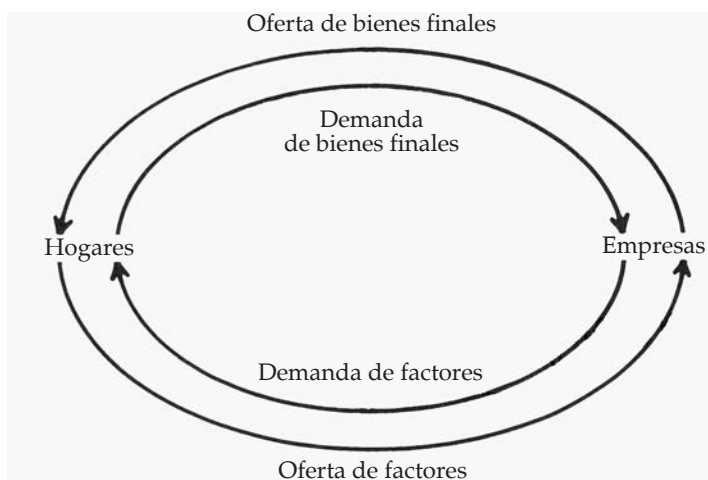 Oferta de bienes finales
Demanda
de bienes finales
Hogares
Empresas
Demanda de factores
Oferta de factores